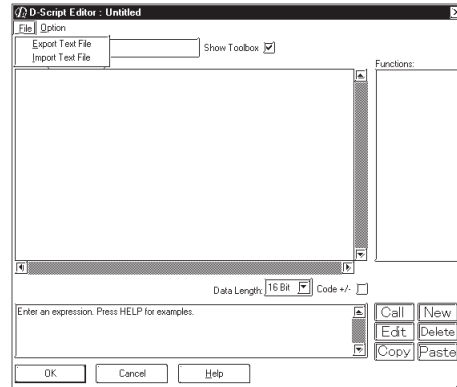 D-Script Editor : Untitled
File Option
Export Text File
Import Text File
Show Toolbox
Functions:
Data Length: 16 Bit Code +/-
Enter an expression. Press HELP for examples.
Call New
Edit Delete
Copy Paste
OK Cancel Help